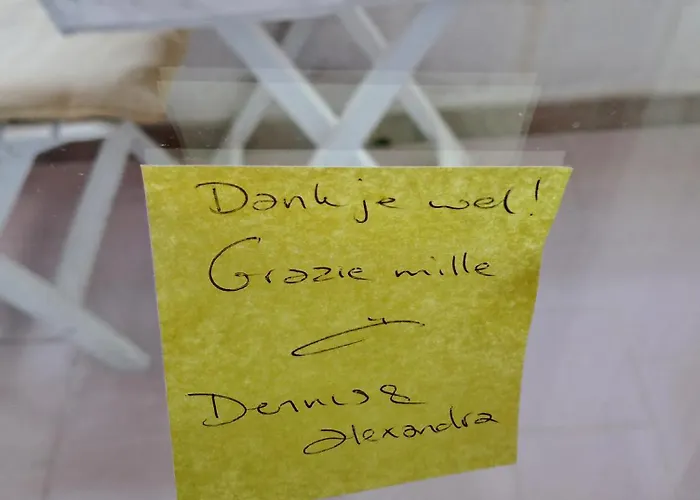 Dank je wel!
Grazie mille
Dennis &
alexandra